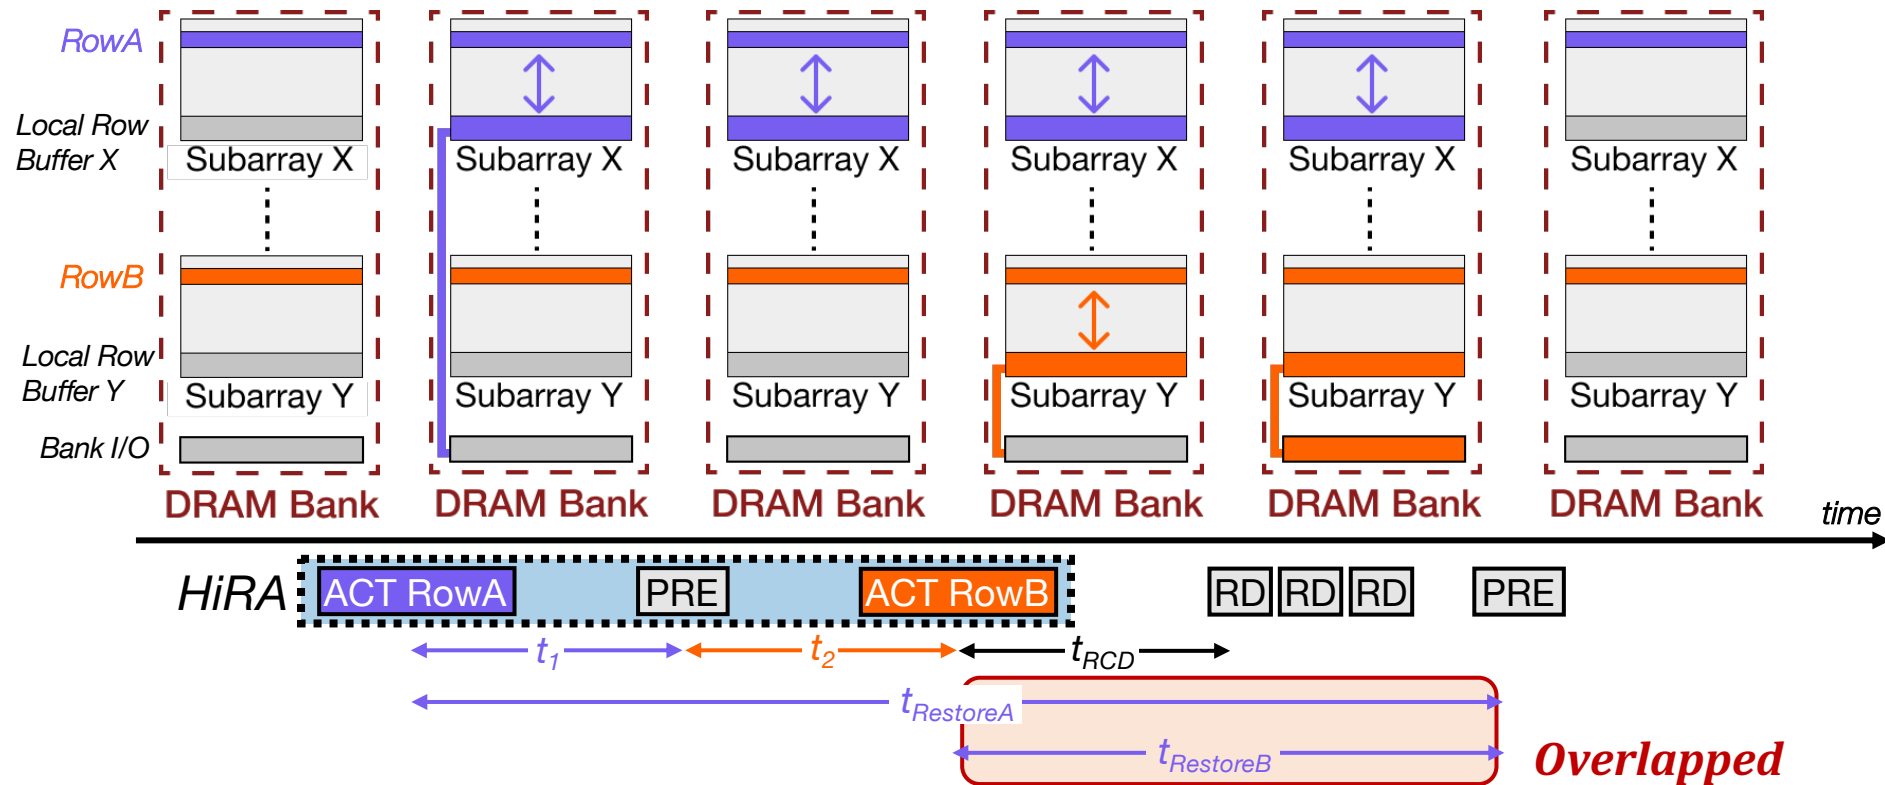 RowA
Local Row
Buffer X
Subarray X
Subarray X
Subarray X
Subarray X
Subarray X
Subarray X
RowB
Local Row
Buffer Y
Subarray Y
Subarray Y
Subarray Y
Subarray Y
Subarray Y
Subarray Y
Bank I/O
DRAM Bank
DRAM Bank
DRAM Bank
DRAM Bank
DRAM Bank
DRAM Bank
time
HiRA
ACT RowA
PRE
ACT RowB
RD
RD
RD
PRE
t1
t2
tRCD
tRestoreA
tRestoreB
Overlapped